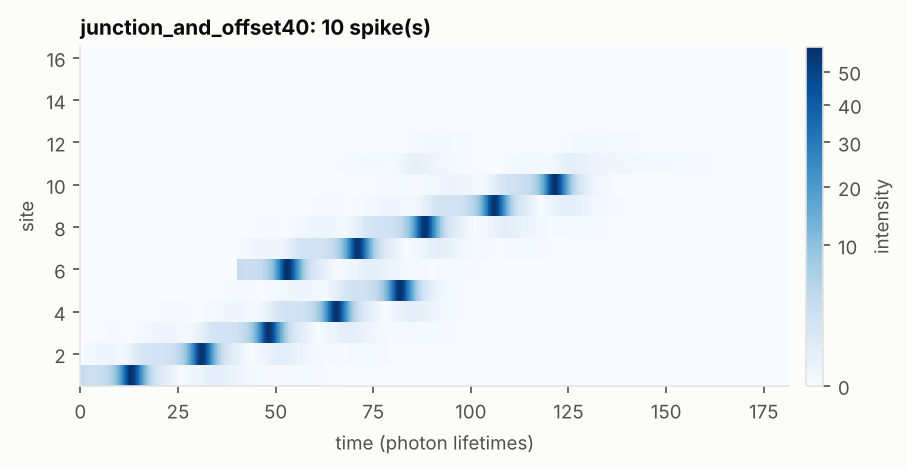 junction_and_offset40: 10 spike(s)
16
14
12
10
8
6
4
2
site
0 25 50 75 100 125 150 175
time (photon lifetimes)
50
40
30
20
10
0
intensity